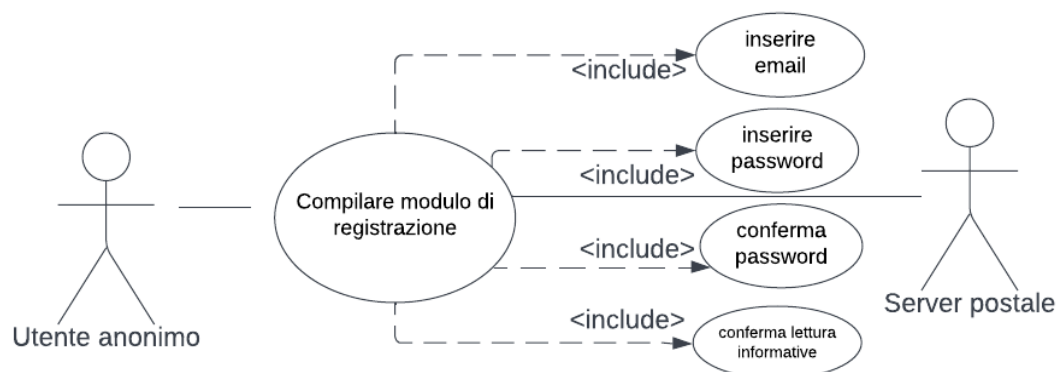 inserire
email
<include>
inserire
password
<include>
Compilare modulo di
registrazione
<include>
conferma
password
<include>
conferma lettura
informative
Utente anonimo
Server postale